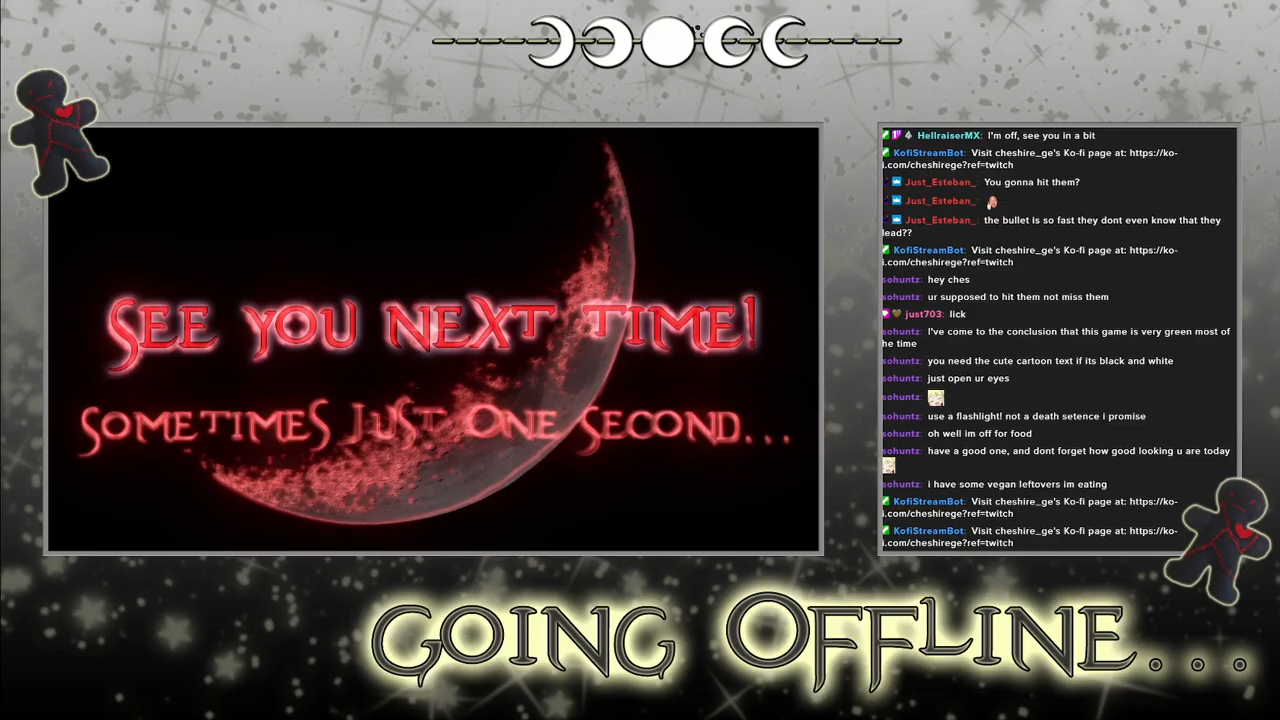 SEE YOU NEXT TIME!
SOMETIMES JUST ONE SECOND...
HellraiserMX: I'm off, see you in a bit
KofiStreamBot: Visit cheshire_ge's Ko-fi page at: https://ko-
i.com/cheshirege?ref=twitch
Just_Esteban_: You gonna hit them?
Just_Esteban_:
Just_Esteban_: the bullet is so fast they dont even know that they
lead??
KofiStreamBot: Visit cheshire_ge's Ko-fi page at: https://ko-
i.com/cheshirege?ref=twitch
sohuntz: hey ches
sohuntz: ur supposed to hit them not miss them
just703: lick
sohuntz: I've come to the conclusion that this game is very green most of
he time
sohuntz: you need the cute cartoon text if its black and white
sohuntz: just open ur eyes
sohuntz:
sohuntz: use a flashlight! not a death setence i promise
sohuntz: oh well im off for food
sohuntz: have a good one, and dont forget how good looking u are today
sohuntz: i have some vegan leftovers im eating
KofiStreamBot: Visit cheshire_ge's Ko-fi page at: https://ko-
i.com/cheshirege?ref=twitch
KofiStreamBot: Visit cheshire_ge's Ko-fi page at: https://ko-
i.com/cheshirege?ref=twitch
GOING OFFLINE...